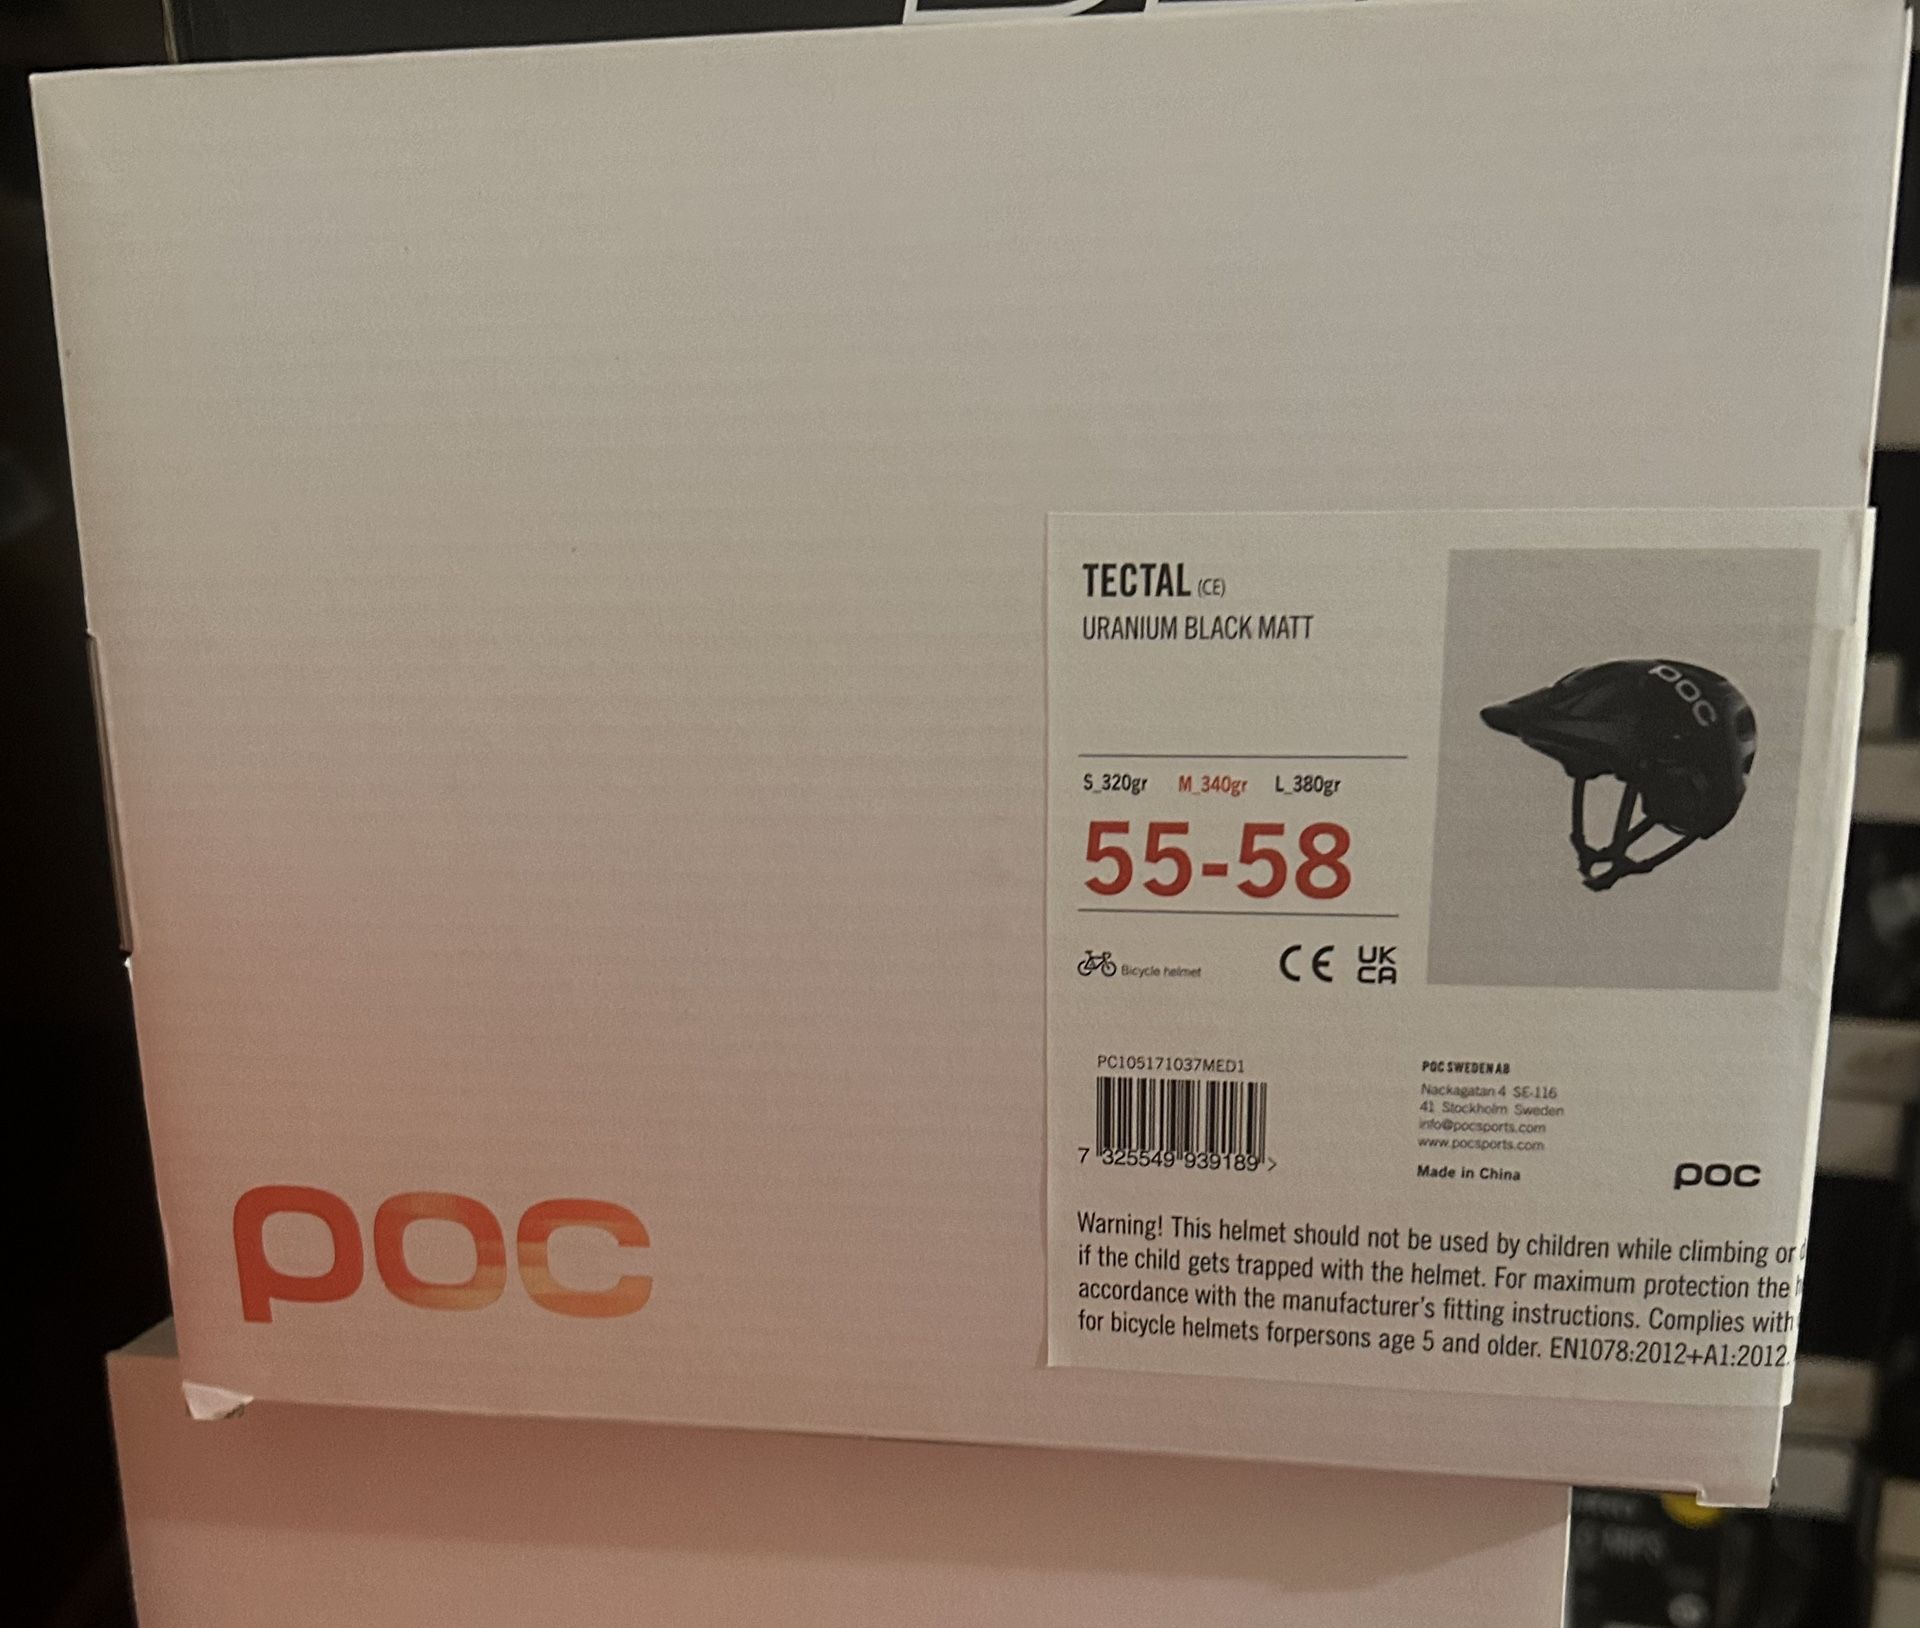 TECTAL (CE)
URANIUM BLACK MATT
poc
S_320gr M_340gr L_380gr
55-58
Bicycle helmet CE UK
CA
PC105171037MED1
7 325549 939189 >
POC SWEDEN AB
Nackagatan 4 SE-116
41 Stockholm Sweden
info@pocsports.com
www.pocsports.com
Made in China
poc
Warning! This helmet should not be used by children while climbing or
if the child gets trapped with the helmet. For maximum protection the
accordance with the manufacturer's fitting instructions. Complies with
for bicycle helmets forpersons age 5 and older. EN1078:2012+A1:2012.
poc